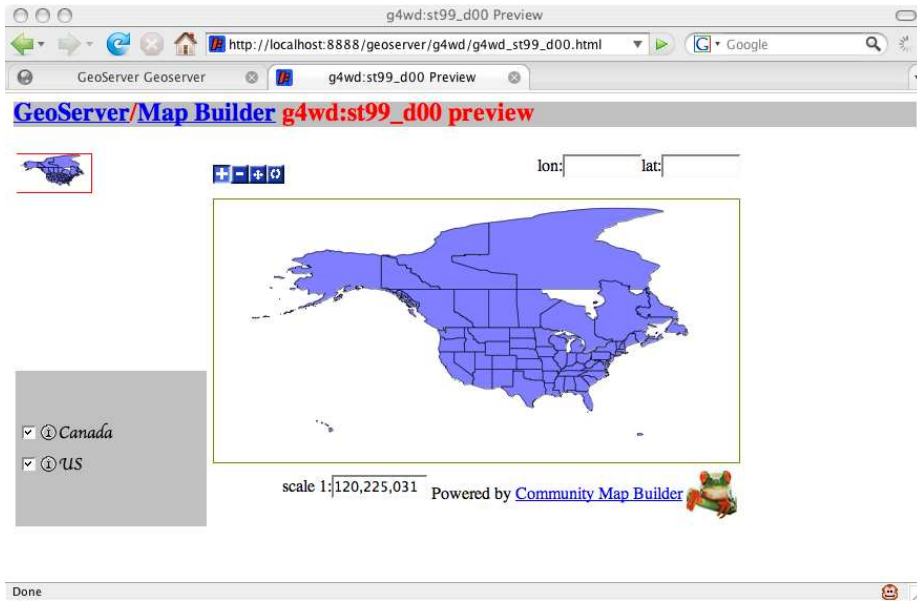 g4wd:st99_d00 Preview
http://localhost:8888/geoserver/g4wd/g4wd_st99_d00.html
G Google
GeoServer Geoserver
g4wd:st99_d00 Preview
GeoServer/Map Builder g4wd:st99_d00 preview
lon:
lat:
Canada
US
scale 1: 120,225,031
Powered by Community Map Builder
Done